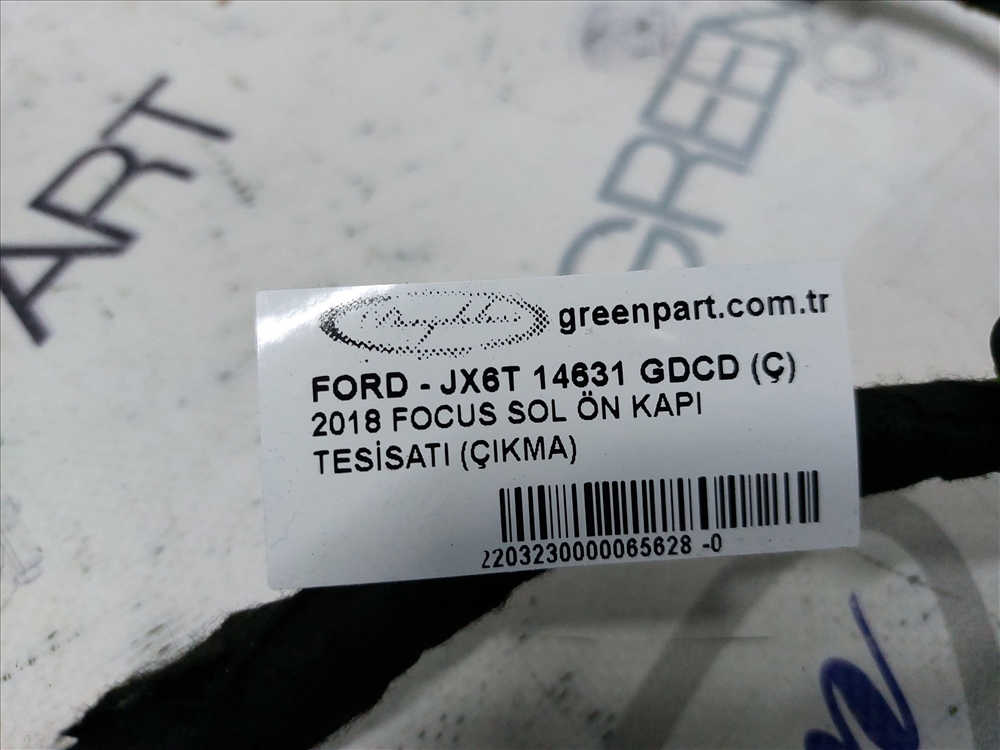 ART
GREEN
greenpart.com.tr
FORD - JX6T 14631 GDCD (Ç)
2018 FOCUS SOL ÖN KAPI
TESİSATI (ÇIKMA)
2203230000065628 -0